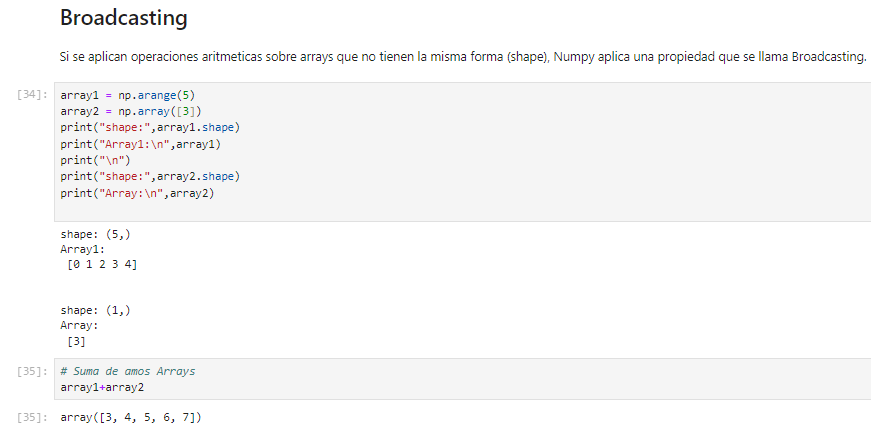 Broadcasting
Si se aplican operaciones aritmeticas sobre arrays que no tienen la misma forma (shape), Numpy aplica una propiedad que se llama Broadcasting.
[34]: array1 = np.arange(5)
array2 = np.array([3])
print("shape:",array1.shape)
print("Array1:\n",array1)
print("\n")
print("shape:",array2.shape)
print("Array:\n",array2)
shape: (5,)
Array1:
[0 1 2 3 4]
shape: (1,)
Array:
[3]
[35]: # Suma de amos Arrays
array1+array2
[35]: array([3, 4, 5, 6, 7])